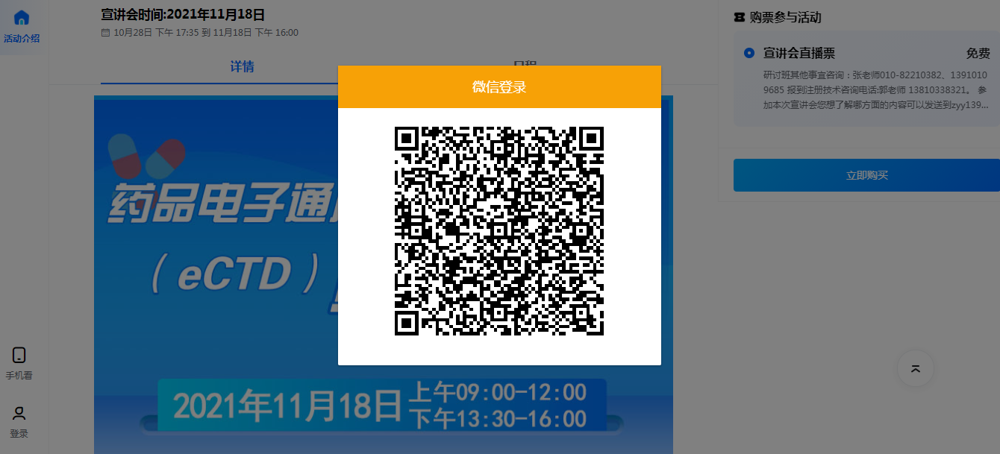 活动介绍
手机看
登录
宣讲会时间:2021年11月18日
10月28日 下午 17:35 到 11月18日 下午 16:00
详情
日程
药品电子通
（eCTD）
2021年11月18日
上午09:00-12:00
下午13:30-16:00
微信登录
购票参与活动
宣讲会直播票
免费
研讨班其他事宜咨询：张老师010-82210382、1391010
9685 报到注册技术咨询电话:郭老师 13810338321。 参
加本次宣讲会您想了解哪方面的内容可以发送到zyy139...
立即购买